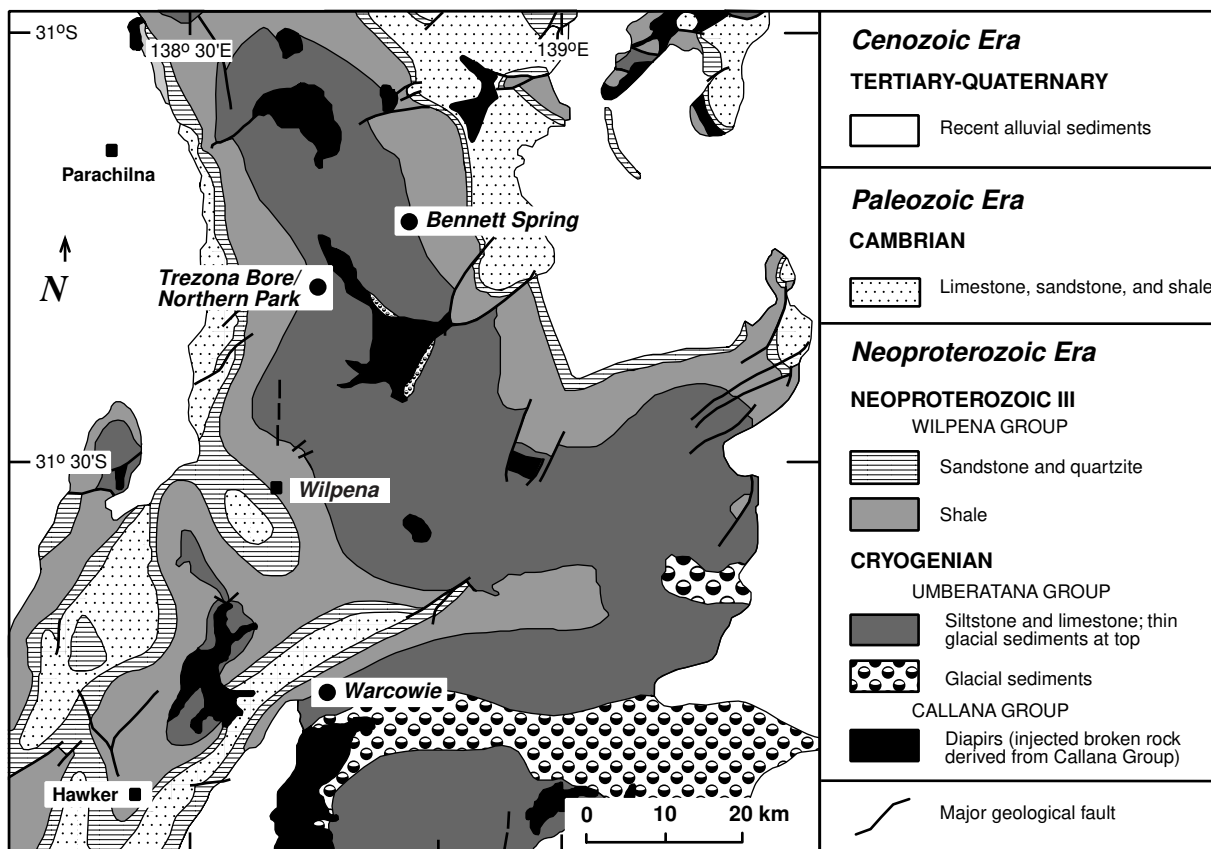 31oS
138o 30'E
139oE
Parachilna
Bennett Spring
N
Trezona Bore/
Northern Park
31o 30'S
Wilpena
Warcowie
Hawker
0 10 20 km
Cenozoic Era
TERTIARY-QUATERNARY
Recent alluvial sediments
Paleozoic Era
CAMBRIAN
Limestone, sandstone, and shale
Neoproterozoic Era
NEOPROTEROZOIC III
WILPENA GROUP
Sandstone and quartzite
Shale
CRYOGENIAN
UMBERATANA GROUP
Siltstone and limestone; thin
glacial sediments at top
Glacial sediments
CALLANA GROUP
Diapirs (injected broken rock
derived from Callana Group)
Major geological fault